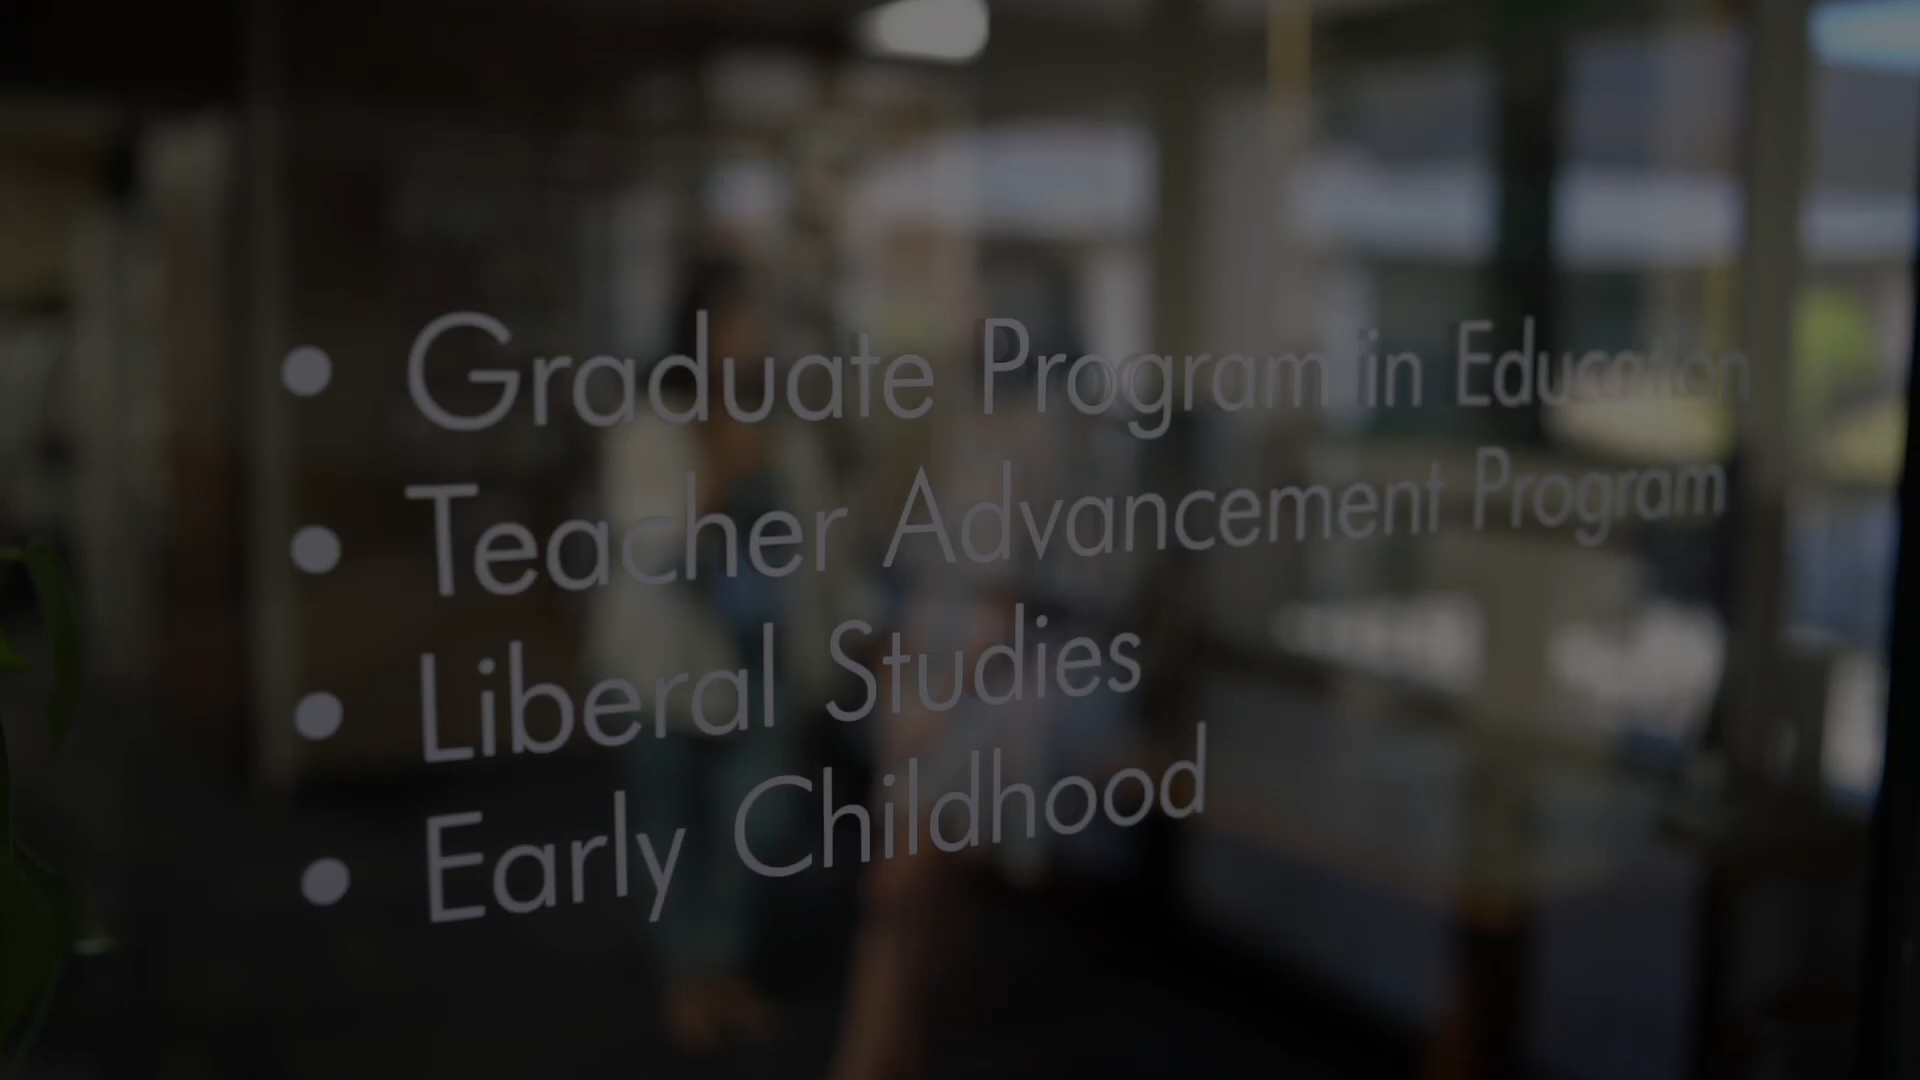 • Graduate Program in Education
• Teacher Advancement Program
• Liberal Studies
• Early Childhood